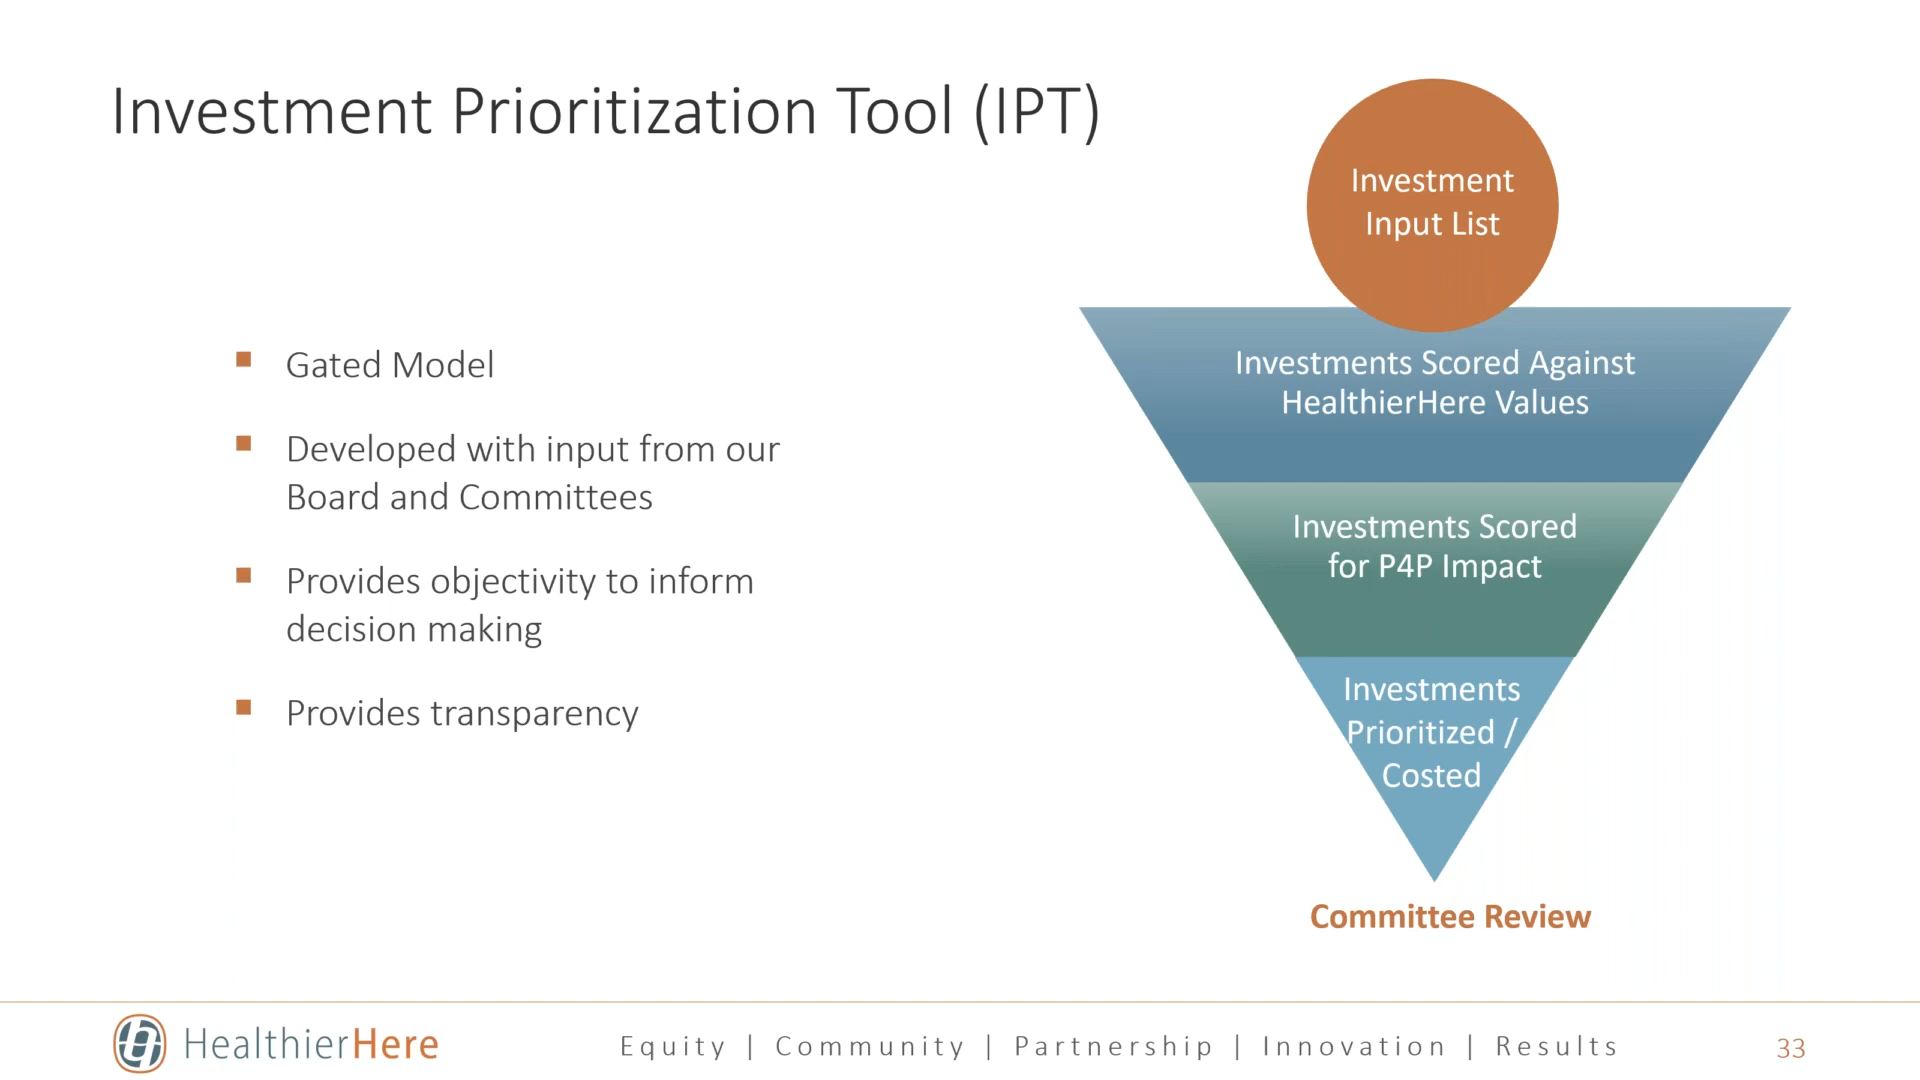 Investment Prioritization Tool (IPT)
Gated Model
Developed with input from our
Board and Committees
Provides objectivity to inform
decision making
Provides transparency
Investment
Input List
Investments Scored Against
HealthierHere Values
Investments Scored
for P4P Impact
Investments
Prioritized /
Costed
Committee Review
HealthierHere
Equity | Community | Partnership | Innovation | Results
33